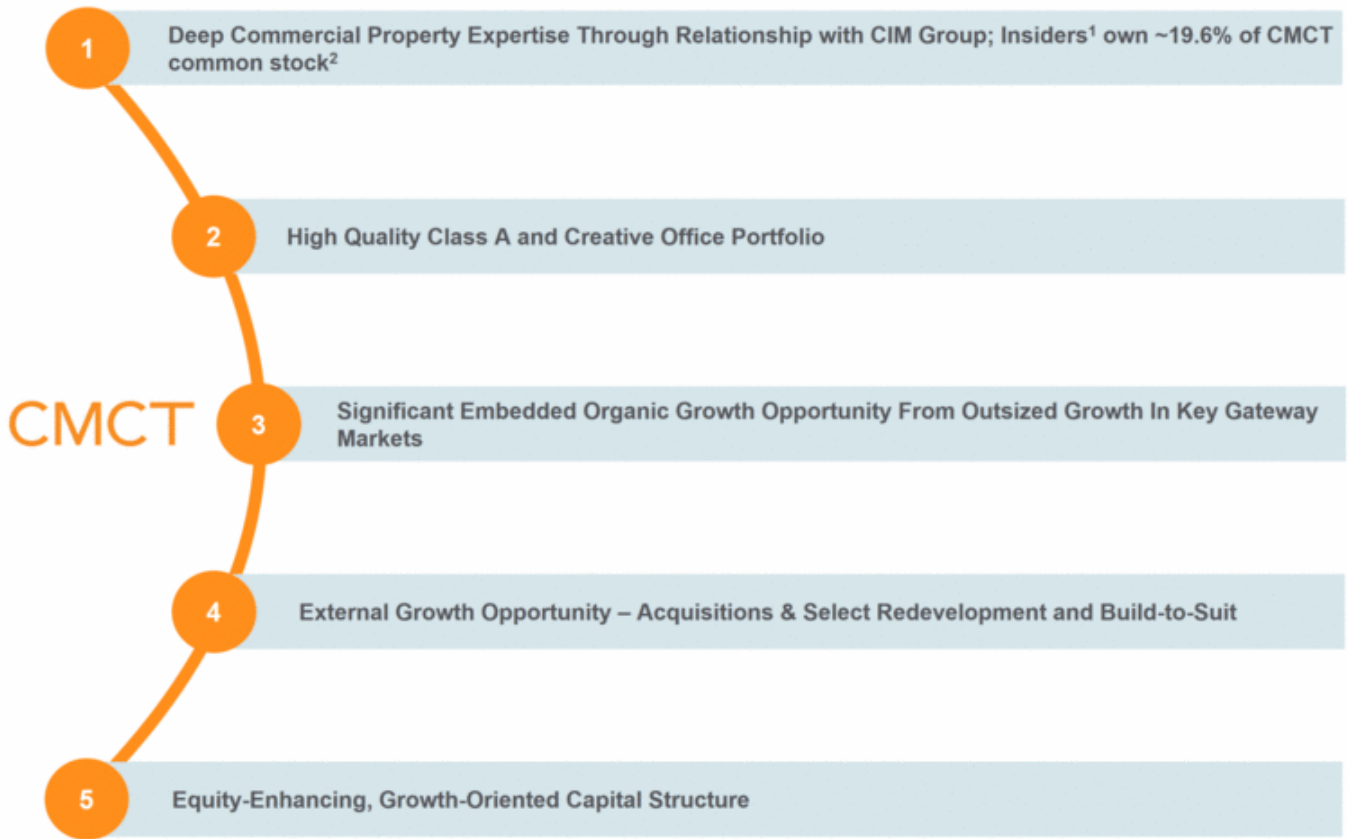 1
Deep Commercial Property Expertise Through Relationship with CIM Group; Insiders¹ own ~19.6% of CMCT
common stock²
2
High Quality Class A and Creative Office Portfolio
CMCT
3
Significant Embedded Organic Growth Opportunity From Outsized Growth In Key Gateway
Markets
4
External Growth Opportunity – Acquisitions & Select Redevelopment and Build-to-Suit
5
Equity-Enhancing, Growth-Oriented Capital Structure